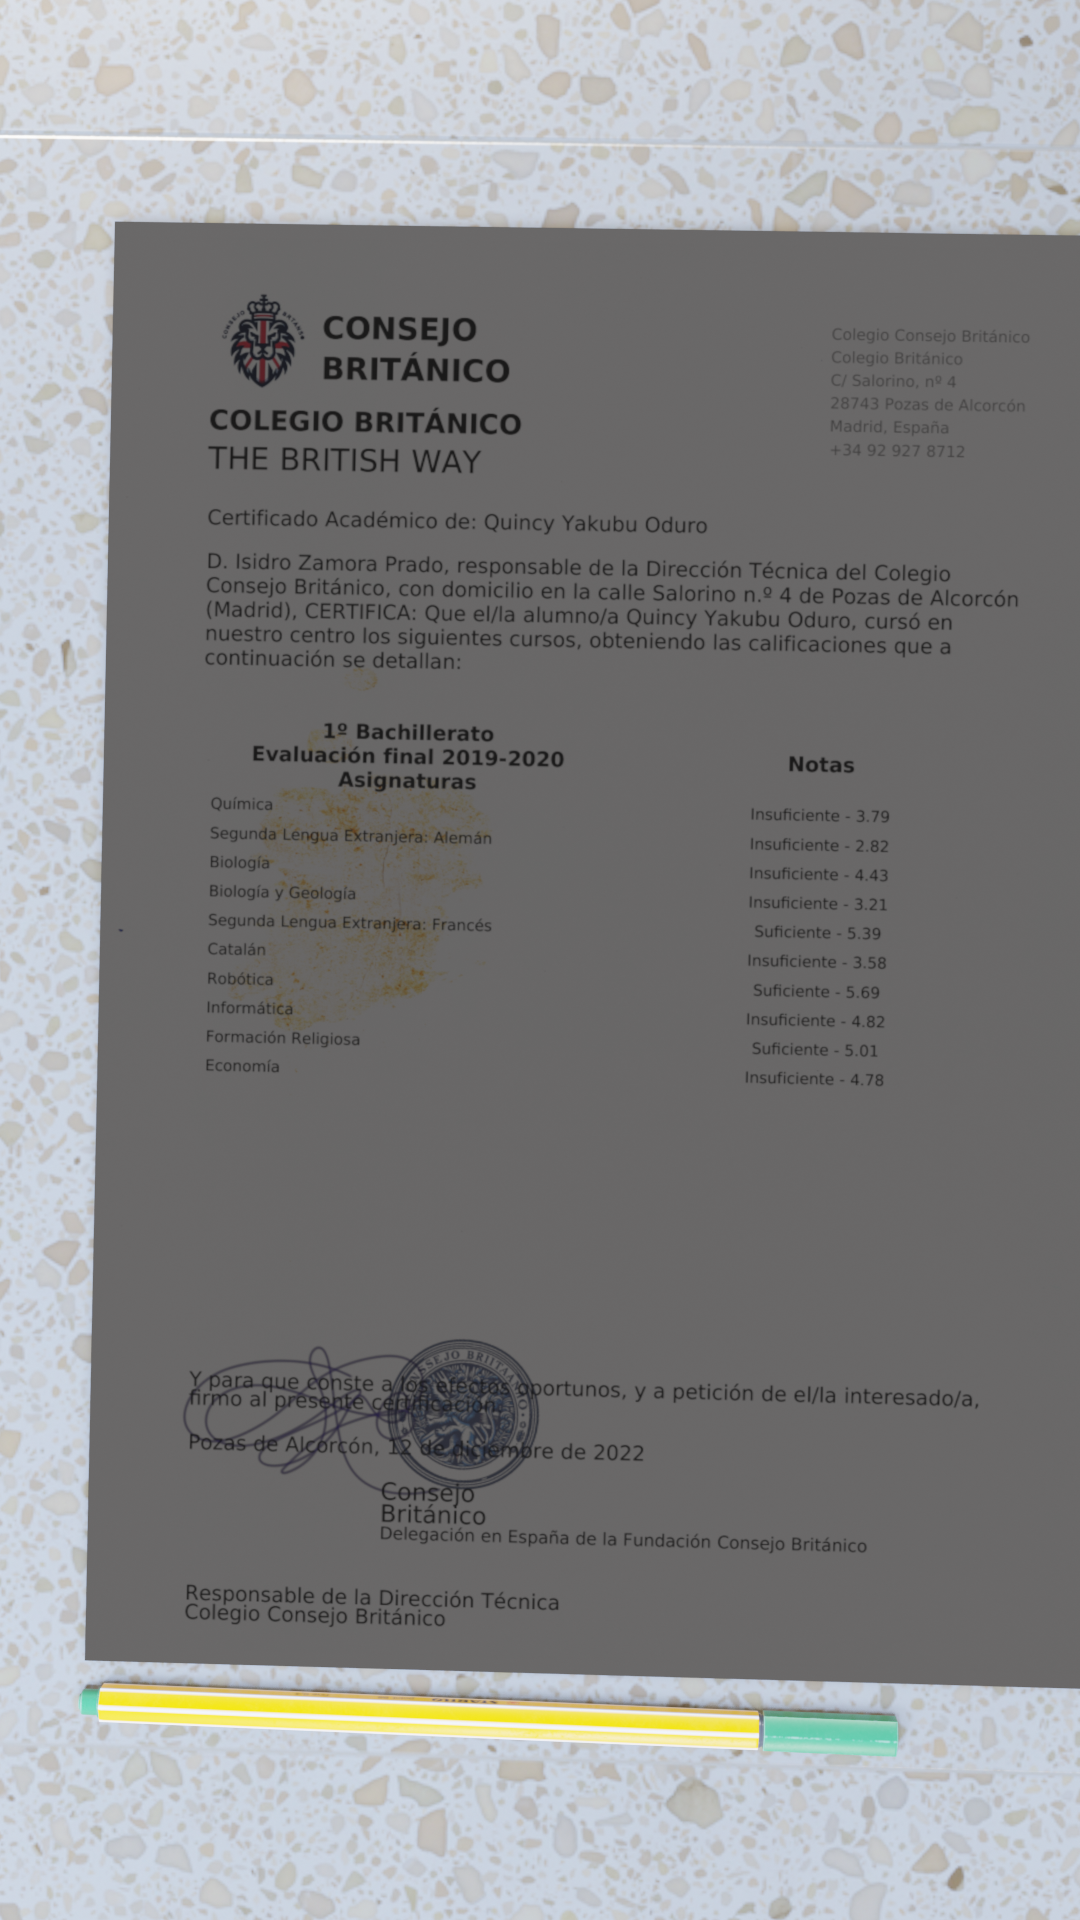 CONSEJO
BRITÁNICO
COLEGIO BRITÁNICO
THE BRITISH WAY
Colegio Consejo Británico
Colegio Británico
C/ Salorino, nº 4
28743 Pozas de Alcorcón
Madrid, España
+34 92 927 8712
Certificado Académico de: Quincy Yakubu Oduro
D. Isidro Zamora Prado, responsable de la Dirección Técnica del Colegio
Consejo Británico, con domicilio en la calle Salorino n.º 4 de Pozas de Alcorcón
(Madrid), CERTIFICA: Que el/la alumno/a Quincy Yakubu Oduro, cursó en
nuestro centro los siguientes cursos, obteniendo las calificaciones que a
continuación se detallan:
1º Bachillerato
Evaluación final 2019-2020
Asignaturas
Notas
Química Insuficiente - 3.79
Segunda Lengua Extranjera: Alemán Insuficiente - 2.82
Biología Insuficiente - 4.43
Biología y Geología Insuficiente - 3.21
Segunda Lengua Extranjera: Francés Suficiente - 5.39
Catalán Insuficiente - 3.58
Robótica Suficiente - 5.69
Informática Insuficiente - 4.82
Formación Religiosa Suficiente - 5.01
Economía Insuficiente - 4.78
Y para que conste a los efectos oportunos, y a petición de el/la interesado/a,
firmo al presente certificación.
Pozas de Alcorcón, 12 de diciembre de 2022
Consejo
Británico
Delegación en España de la Fundación Consejo Británico
Responsable de la Dirección Técnica
Colegio Consejo Británico